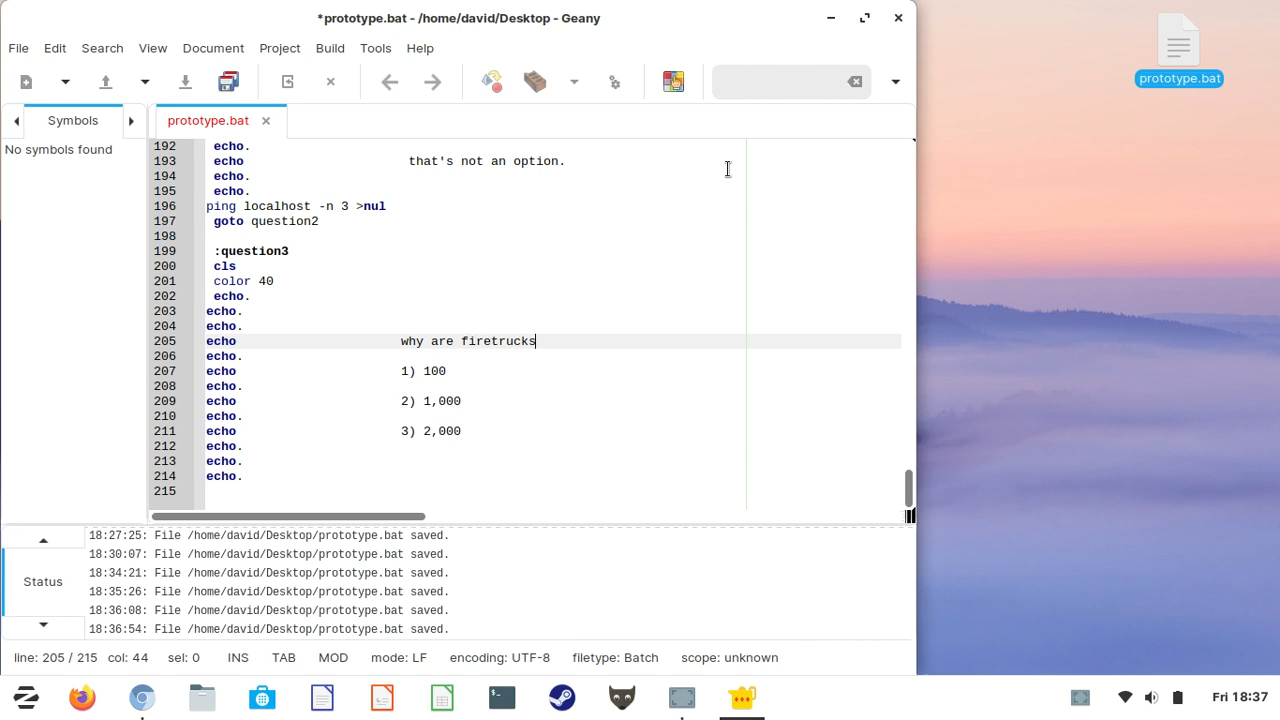 *prototype.bat - /home/david/Desktop - Geany
File Edit Search View Document Project Build Tools Help
prototype.bat
Symbols
prototype.bat
No symbols found
192 echo.
193 echo that's not an option.
194 echo.
195 echo.
196 ping localhost -n 3 >nul
197 goto question2
198
199 :question3
200 cls
201 color 40
202 echo.
203 echo.
204 echo.
205 echo why are firetrucks
206 echo.
207 echo 1) 100
208 echo.
209 echo 2) 1,000
210 echo.
211 echo 3) 2,000
212 echo.
213 echo.
214 echo.
215
Status
18:27:25: File /home/david/Desktop/prototype.bat saved.
18:30:07: File /home/david/Desktop/prototype.bat saved.
18:34:21: File /home/david/Desktop/prototype.bat saved.
18:35:26: File /home/david/Desktop/prototype.bat saved.
18:36:08: File /home/david/Desktop/prototype.bat saved.
18:36:54: File /home/david/Desktop/prototype.bat saved.
line: 205 / 215 col: 44 sel: 0 INS TAB MOD mode: LF encoding: UTF-8 filetype: Batch scope: unknown
Fri 18:37